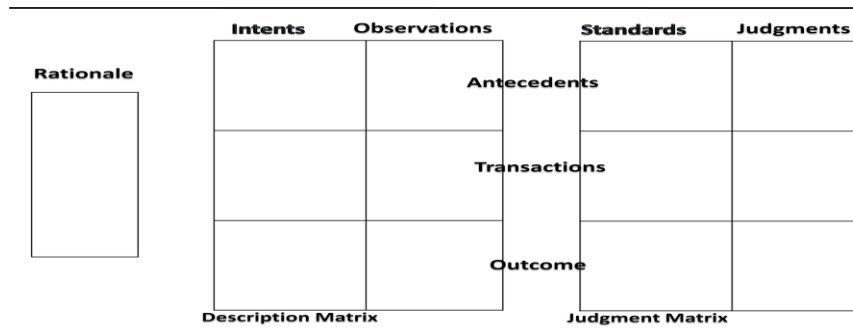 Intents Observations Standards Judgments
Rationale
Antecedents
Transactions
Outcome
Description Matrix Judgment Matrix